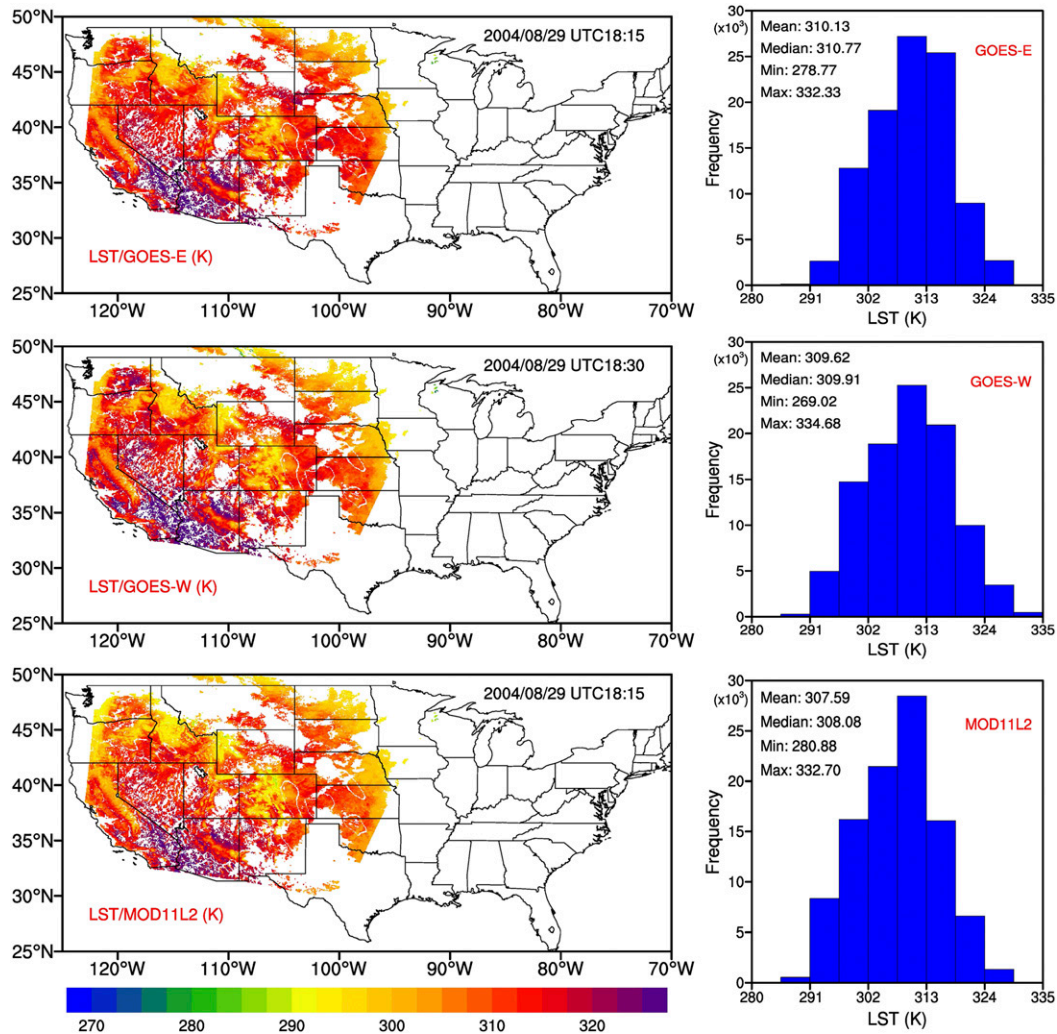 50°N
45°N
40°N
35°N
30°N
25°N
2004/08/29 UTC18:15
LST/GOES-E (K)
120°W 110°W 100°W 90°W 80°W 70°W
(x10³)
30
25
20
15
10
5
0
Mean: 310.13
Median: 310.77
Min: 278.77
Max: 332.33
GOES-E
Frequency
280 291 302 313 324 335
LST (K)
50°N
45°N
40°N
35°N
30°N
25°N
2004/08/29 UTC18:30
LST/GOES-W (K)
120°W 110°W 100°W 90°W 80°W 70°W
(x10³)
30
25
20
15
10
5
0
Mean: 309.62
Median: 309.91
Min: 269.02
Max: 334.68
GOES-W
Frequency
280 291 302 313 324 335
LST (K)
50°N
45°N
40°N
35°N
30°N
25°N
2004/08/29 UTC18:15
LST/MOD11L2 (K)
120°W 110°W 100°W 90°W 80°W 70°W
(x10³)
30
25
20
15
10
5
0
Mean: 307.59
Median: 308.08
Min: 280.88
Max: 332.70
MOD11L2
Frequency
280 291 302 313 324 335
LST (K)
270 280 290 300 310 320